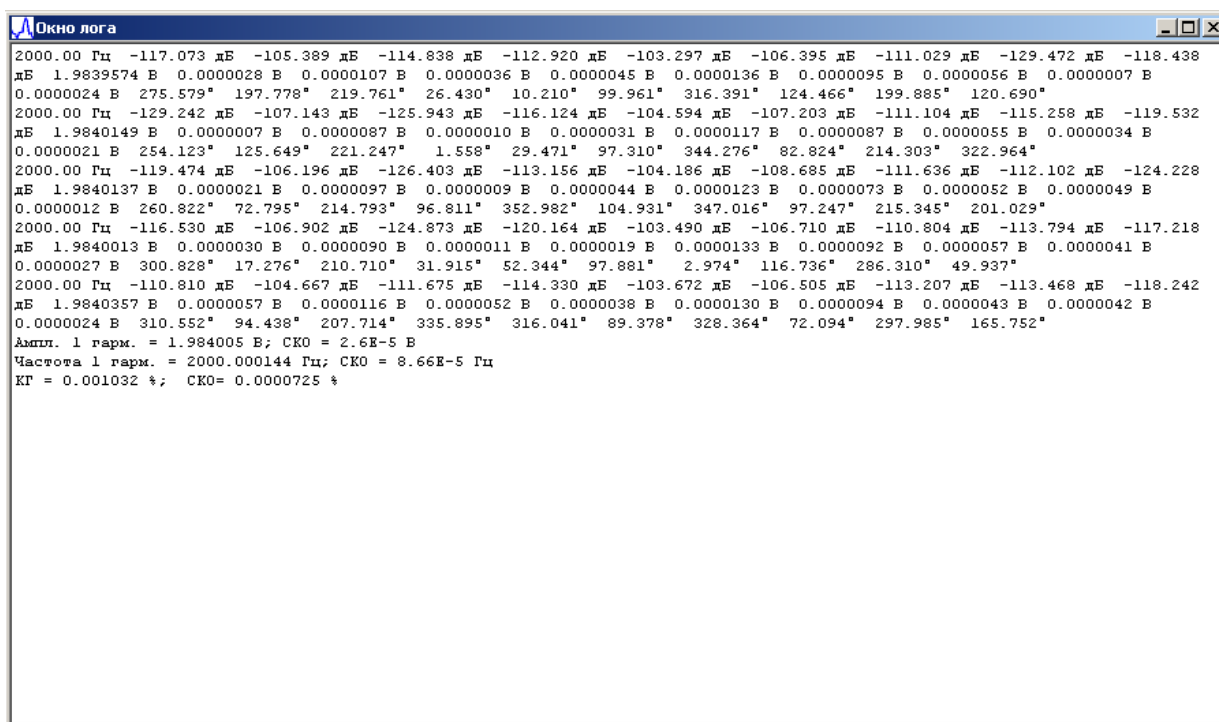 Окно лога
2000.00 Гц -117.073 дБ -105.389 дБ -114.838 дБ -112.920 дБ -103.297 дБ -106.395 дБ -111.029 дБ -129.472 дБ -118.438
дБ 1.9839574 В 0.0000028 В 0.0000107 В 0.0000036 В 0.0000045 В 0.0000136 В 0.0000095 В 0.0000056 В 0.0000007 В
0.0000024 В 275.579° 197.778° 219.761° 26.430° 10.210° 99.961° 316.391° 124.466° 199.885° 120.690°
2000.00 Гц -129.242 дБ -107.143 дБ -125.943 дБ -116.124 дБ -104.594 дБ -107.203 дБ -111.104 дБ -115.258 дБ -119.532
дБ 1.9840149 В 0.0000007 В 0.0000087 В 0.0000010 В 0.0000031 В 0.0000117 В 0.0000087 В 0.0000055 В 0.0000034 В
0.0000021 В 254.123° 125.649° 221.247° 1.558° 29.471° 97.310° 344.276° 82.824° 214.303° 322.964°
2000.00 Гц -119.474 дБ -106.196 дБ -126.403 дБ -113.156 дБ -104.186 дБ -108.685 дБ -111.636 дБ -112.102 дБ -124.228
дБ 1.9840137 В 0.0000021 В 0.0000097 В 0.0000009 В 0.0000044 В 0.0000123 В 0.0000073 В 0.0000052 В 0.0000049 В
0.0000012 В 260.822° 72.795° 214.793° 96.811° 352.982° 104.931° 347.016° 97.247° 215.345° 201.029°
2000.00 Гц -116.530 дБ -106.902 дБ -124.873 дБ -120.164 дБ -103.490 дБ -106.710 дБ -110.804 дБ -113.794 дБ -117.218
дБ 1.9840013 В 0.0000030 В 0.0000090 В 0.0000011 В 0.0000019 В 0.0000133 В 0.0000092 В 0.0000057 В 0.0000041 В
0.0000027 В 300.828° 17.276° 210.710° 31.915° 52.344° 97.881° 2.974° 116.736° 286.310° 49.937°
2000.00 Гц -110.810 дБ -104.667 дБ -111.675 дБ -114.330 дБ -103.672 дБ -106.505 дБ -113.207 дБ -113.468 дБ -118.242
дБ 1.9840357 В 0.0000057 В 0.0000116 В 0.0000052 В 0.0000038 В 0.0000130 В 0.0000094 В 0.0000043 В 0.0000042 В
0.0000024 В 310.552° 94.438° 207.714° 335.895° 316.041° 89.378° 328.364° 72.094° 297.985° 165.752°
Ампл. 1 гарм. = 1.984005 В; СКО = 2.6E-5 В
Частота 1 гарм. = 2000.000144 Гц; СКО = 8.66E-5 Гц
КГ = 0.001032 %; СКО= 0.0000725 %